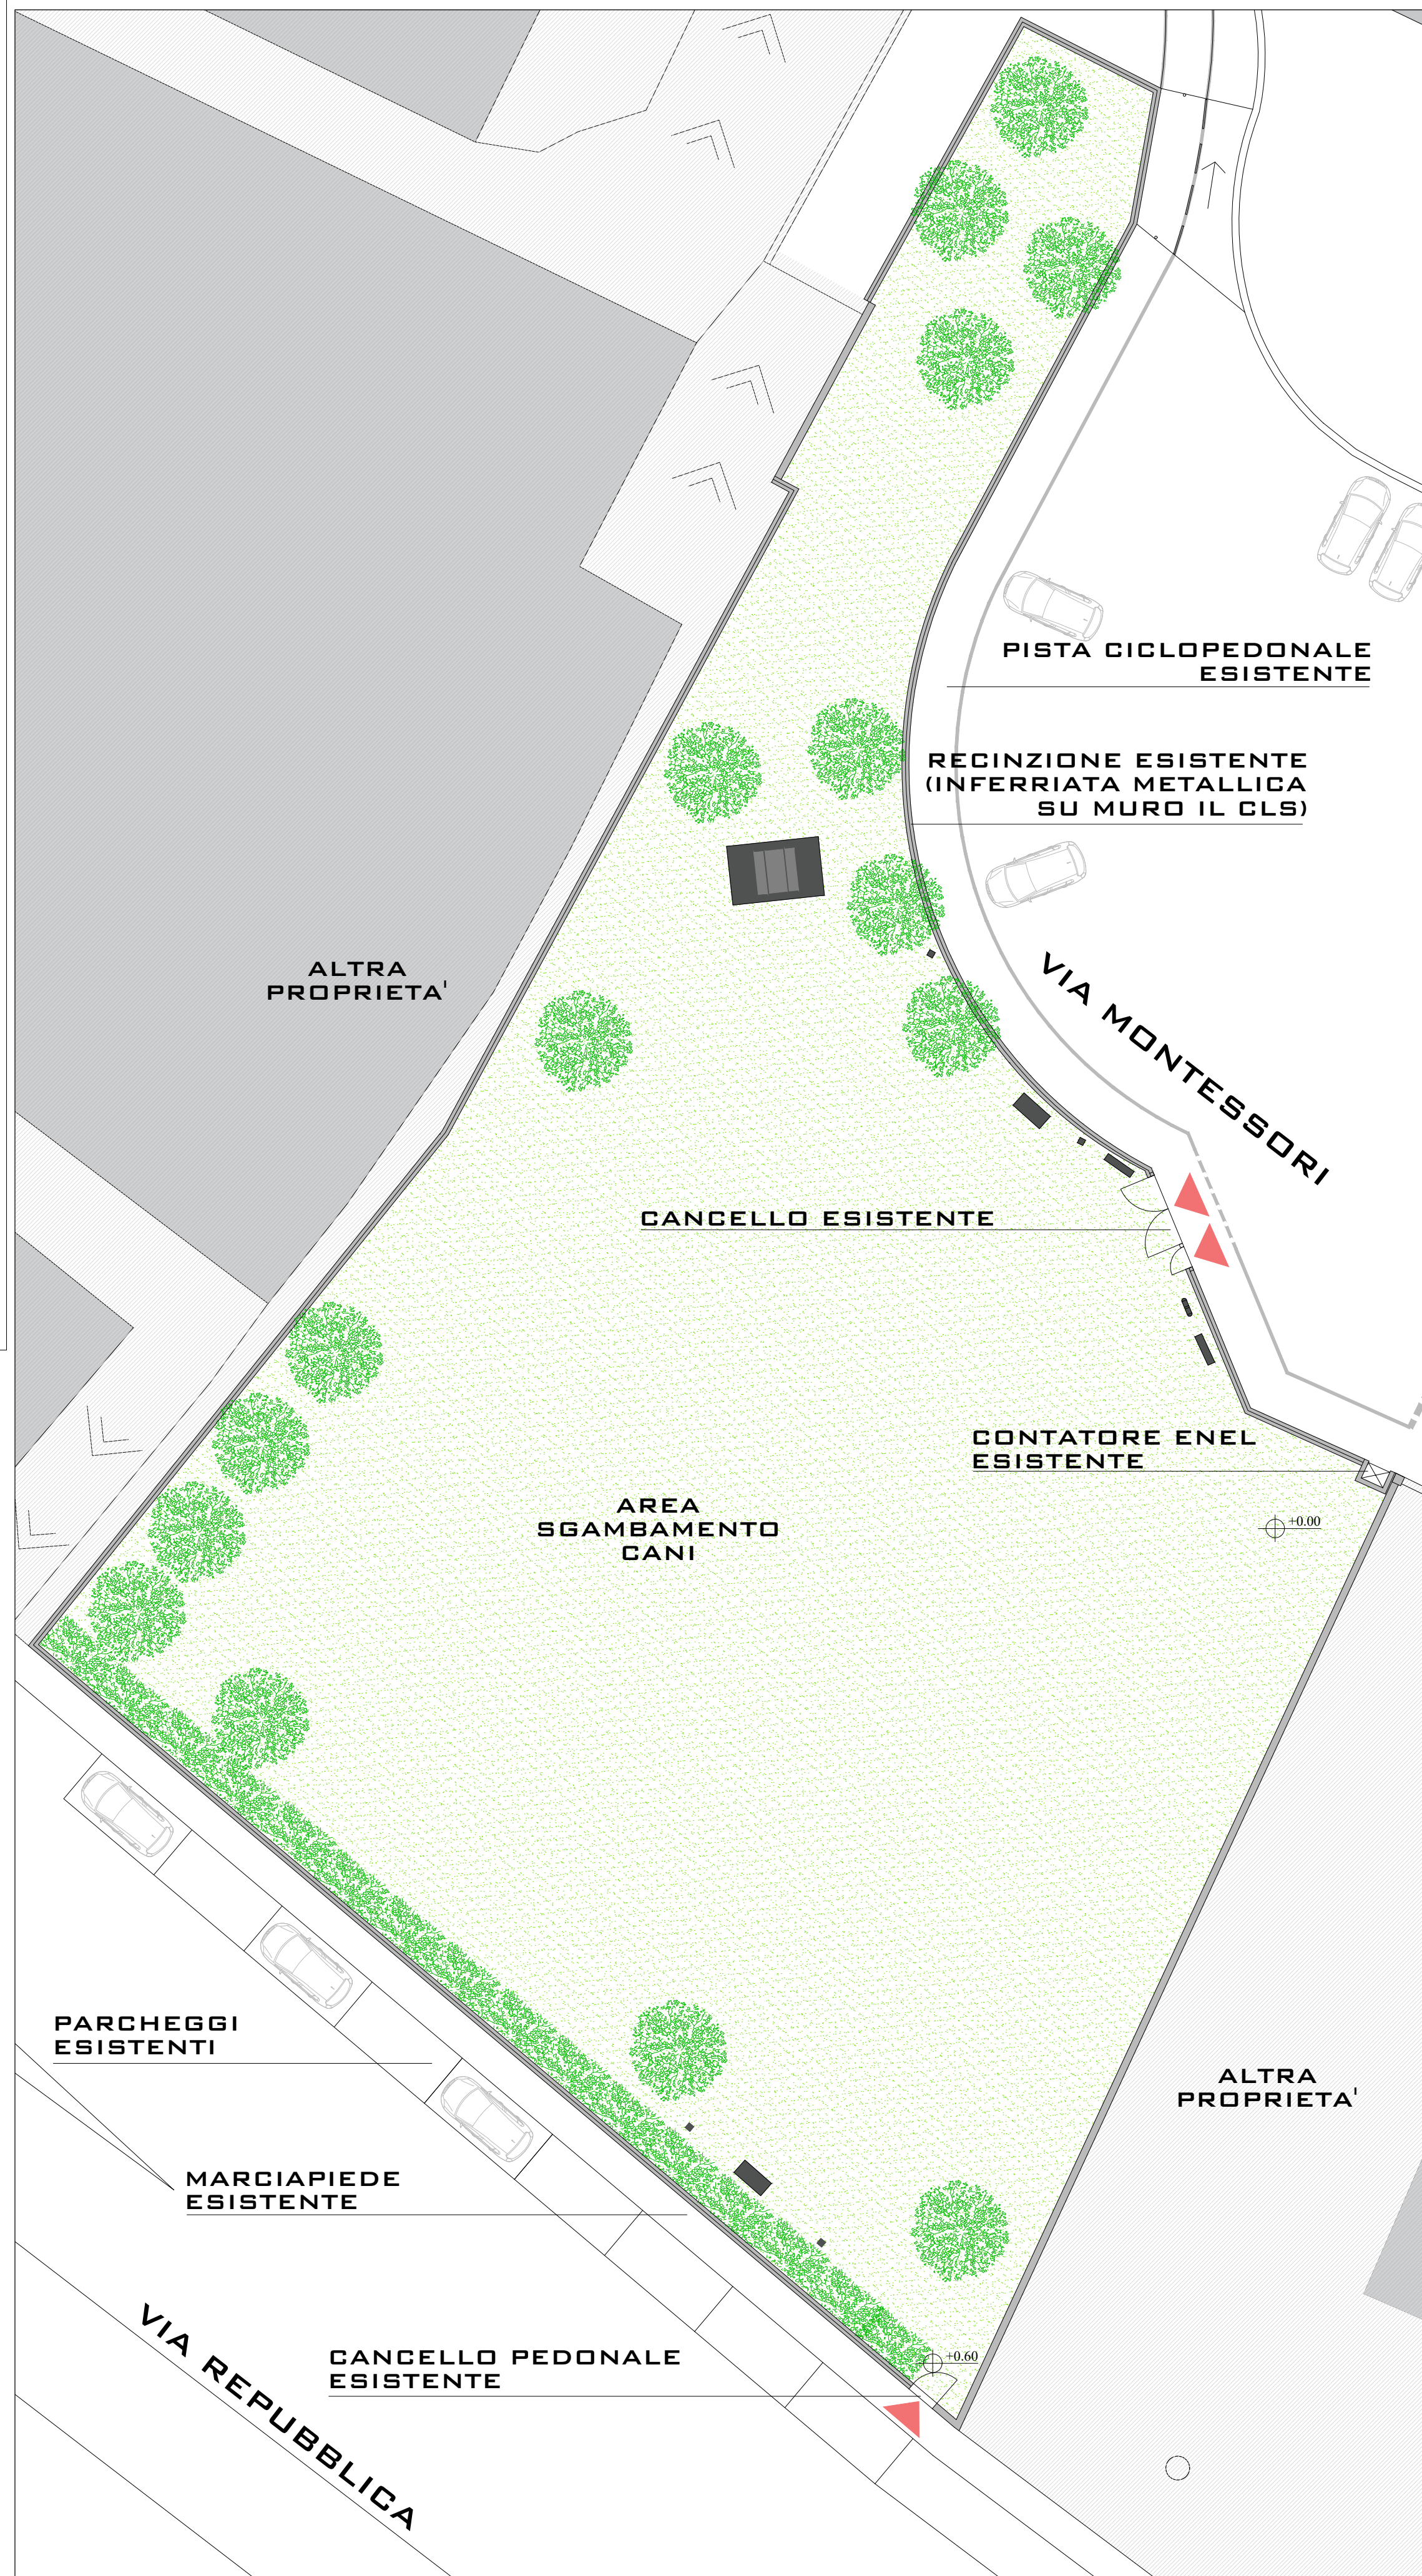 PISTA CICLOPEDONALE
ESISTENTE
RECINZIONE ESISTENTE
(INFERRIATA METALLICA
SU MURO IL CLS)
ALTRA
PROPRIETA'
VIA MONTESSORI
CANCELLO ESISTENTE
CONTATORE ENEL
ESISTENTE
AREA
SGAMBAMENTO
CANI
+0.00
PARCHEGGI
ESISTENTI
ALTRA
PROPRIETA'
MARCIAPIEDE
ESISTENTE
VIA REPUBBLICA
CANCELLO PEDONALE
ESISTENTE
+0.60